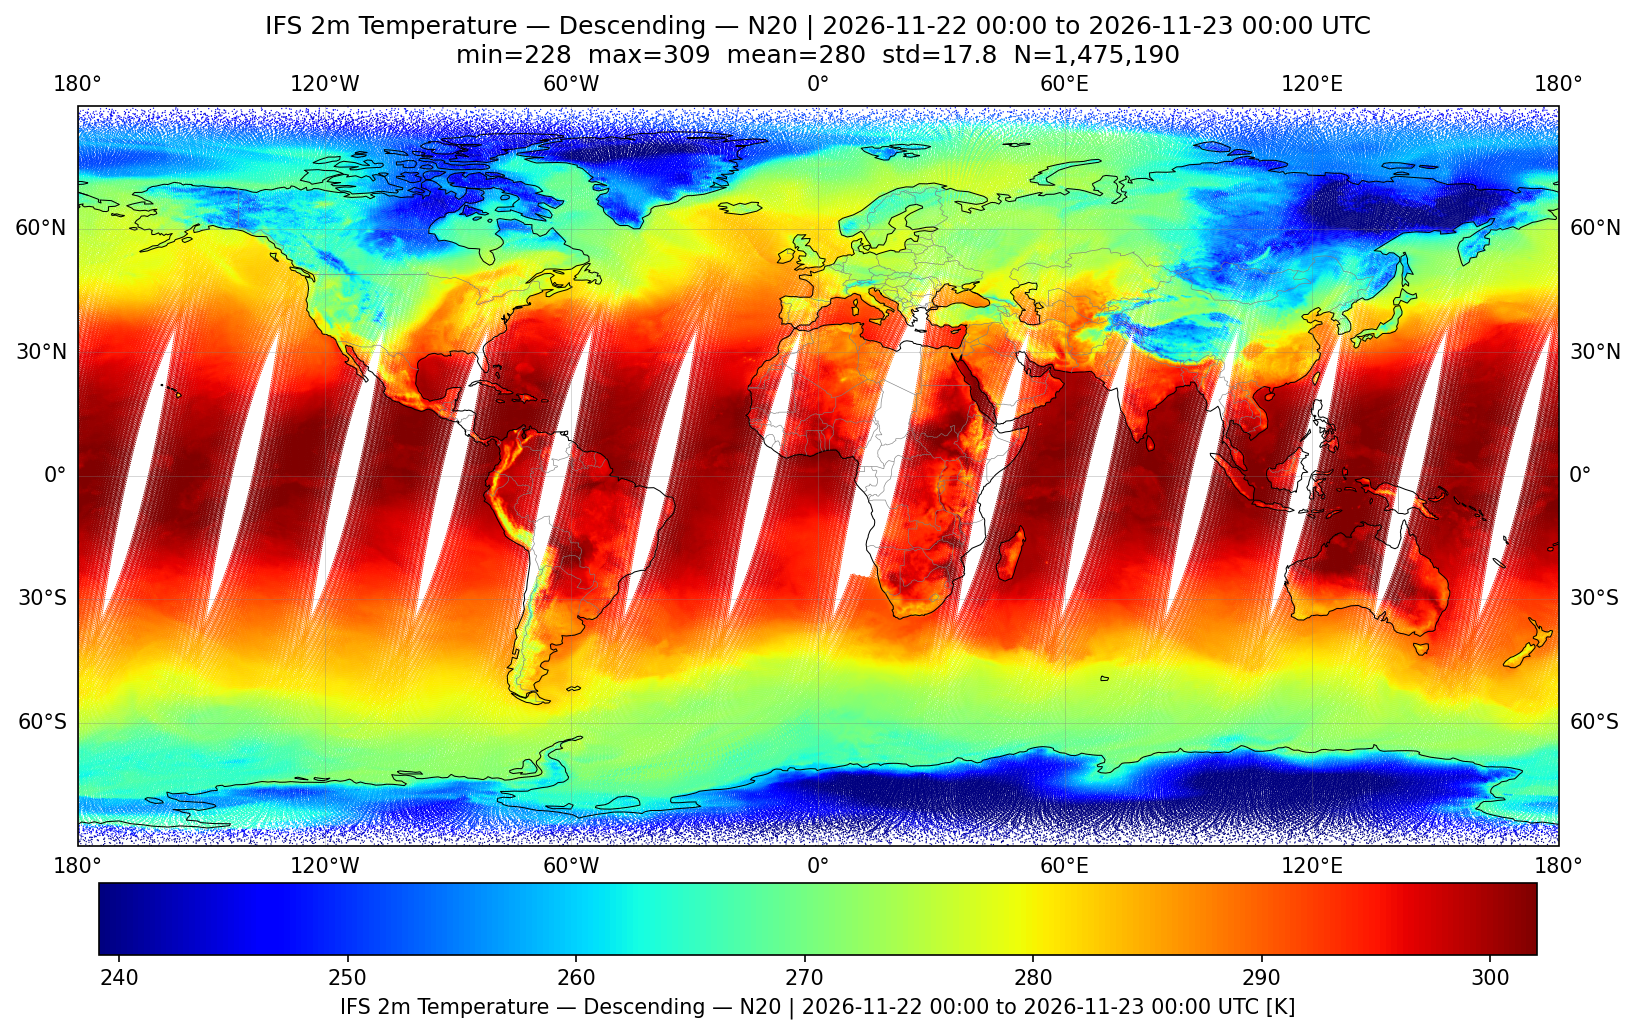 IFS 2m Temperature — Descending — N20 | 2026-11-22 00:00 to 2026-11-23 00:00 UTC
min=228  max=309  mean=280  std=17.8  N=1,475,190
180° 120°W 60°W 0° 60°E 120°E 180°
60°N 60°N
30°N 30°N
0° 0°
30°S 30°S
60°S 60°S
180° 120°W 60°W 0° 60°E 120°E 180°
240 250 260 270 280 290 300
IFS 2m Temperature — Descending — N20 | 2026-11-22 00:00 to 2026-11-23 00:00 UTC [K]